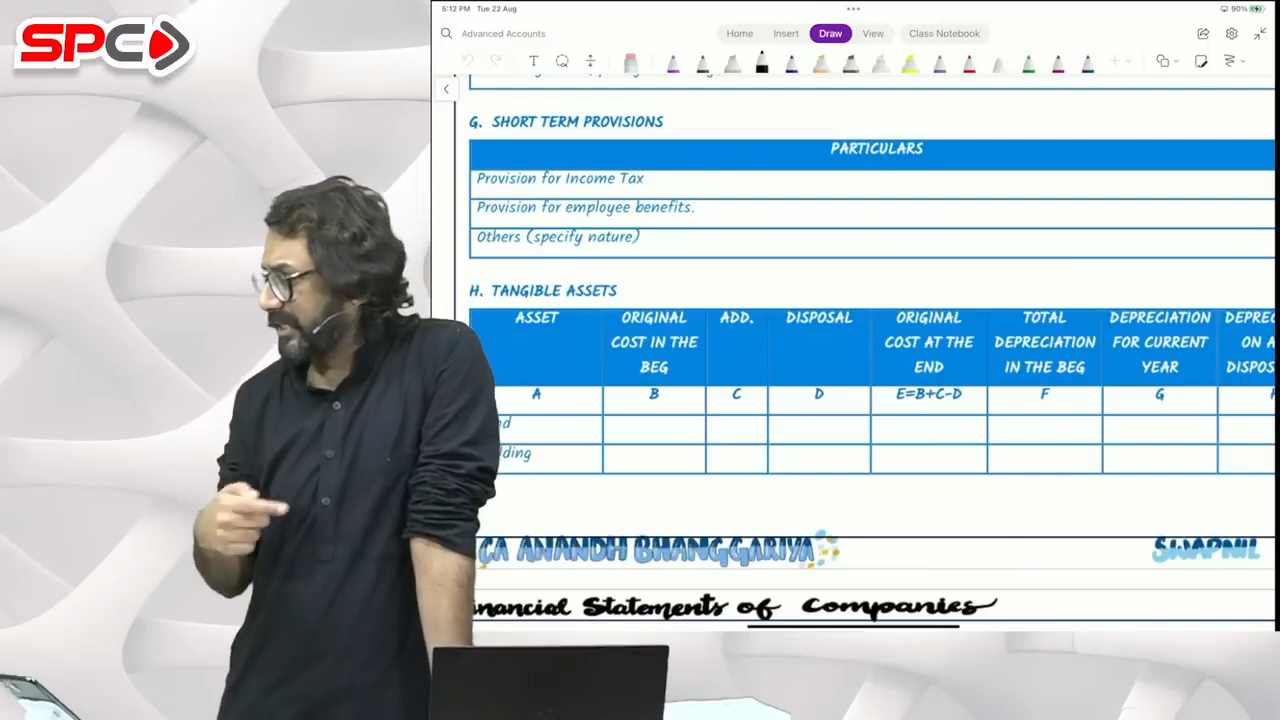 SPC
5:12 PM Tue 22 Aug
90%
Advanced Accounts
Home Insert Draw View Class Notebook
G. SHORT TERM PROVISIONS
PARTICULARS
Provision for Income Tax
Provision for employee benefits.
Others (specify nature)
H. TANGIBLE ASSETS
ASSET ORIGINAL COST IN THE BEG ADD. DISPOSAL ORIGINAL COST AT THE END TOTAL DEPRECIATION IN THE BEG DEPRECIATION FOR CURRENT YEAR
A B C D E=B+C-D F G
CA ANANDH BHANGGARIYA SWAPNIL
Statements of Companies